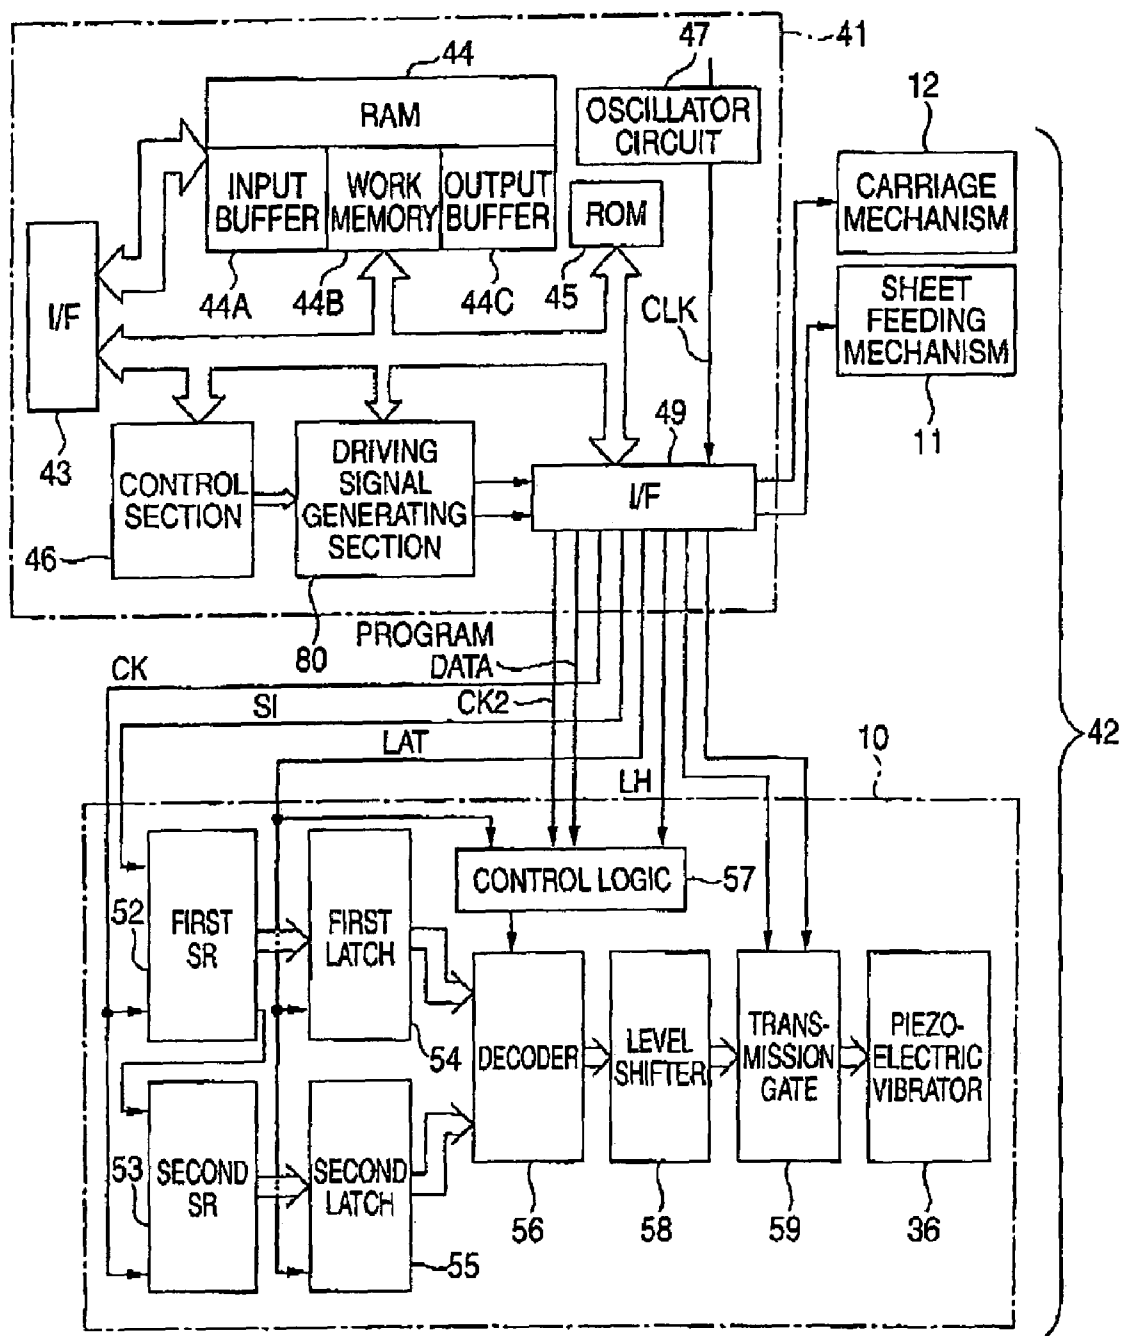 41
47
44
RAM
OSCILLATOR
CIRCUIT
12
CARRIAGE
MECHANISM
INPUT
BUFFER
WORK
MEMORY
OUTPUT
BUFFER
ROM
I/F
44A
44B
44C
45
CLK
SHEET
FEEDING
MECHANISM
11
43
49
CONTROL
SECTION
DRIVING
SIGNAL
GENERATING
SECTION
I/F
46
80
PROGRAM
DATA
CK
SI
CK2
LAT
LH
10
42
CONTROL LOGIC
57
52
FIRST
SR
FIRST
LATCH
54
DECODER
LEVEL
SHIFTER
TRANS-
MISSION
GATE
PIEZO-
ELECTRIC
VIBRATOR
53
SECOND
SR
SECOND
LATCH
55
56
58
59
36